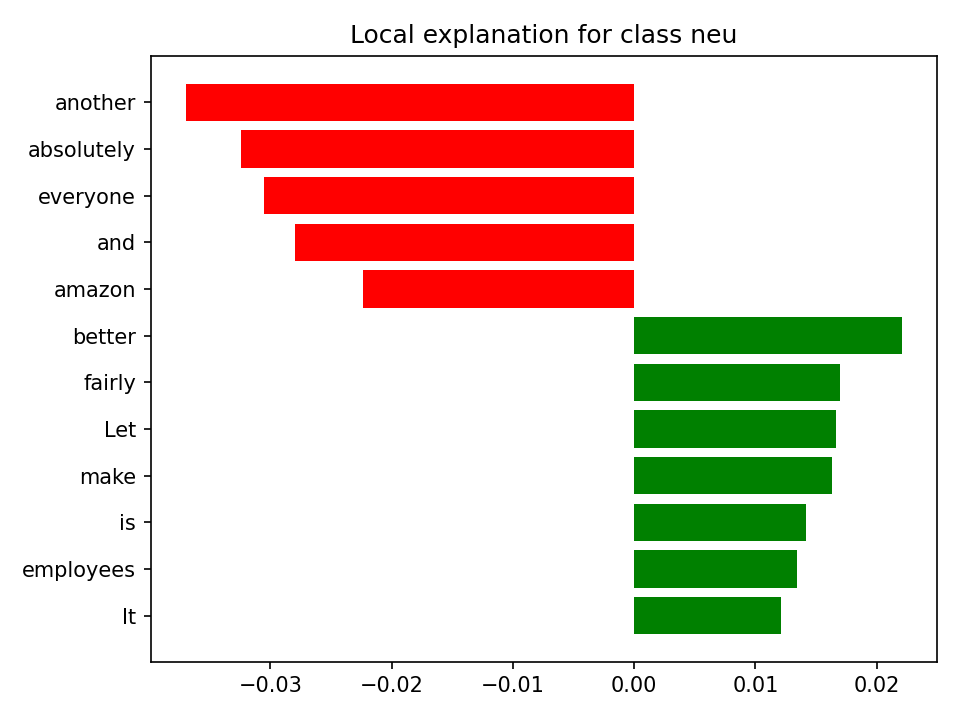 Local explanation for class neu
another
absolutely
everyone
and
amazon
better
fairly
Let
make
is
employees
It
−0.03 −0.02 −0.01 0.00 0.01 0.02